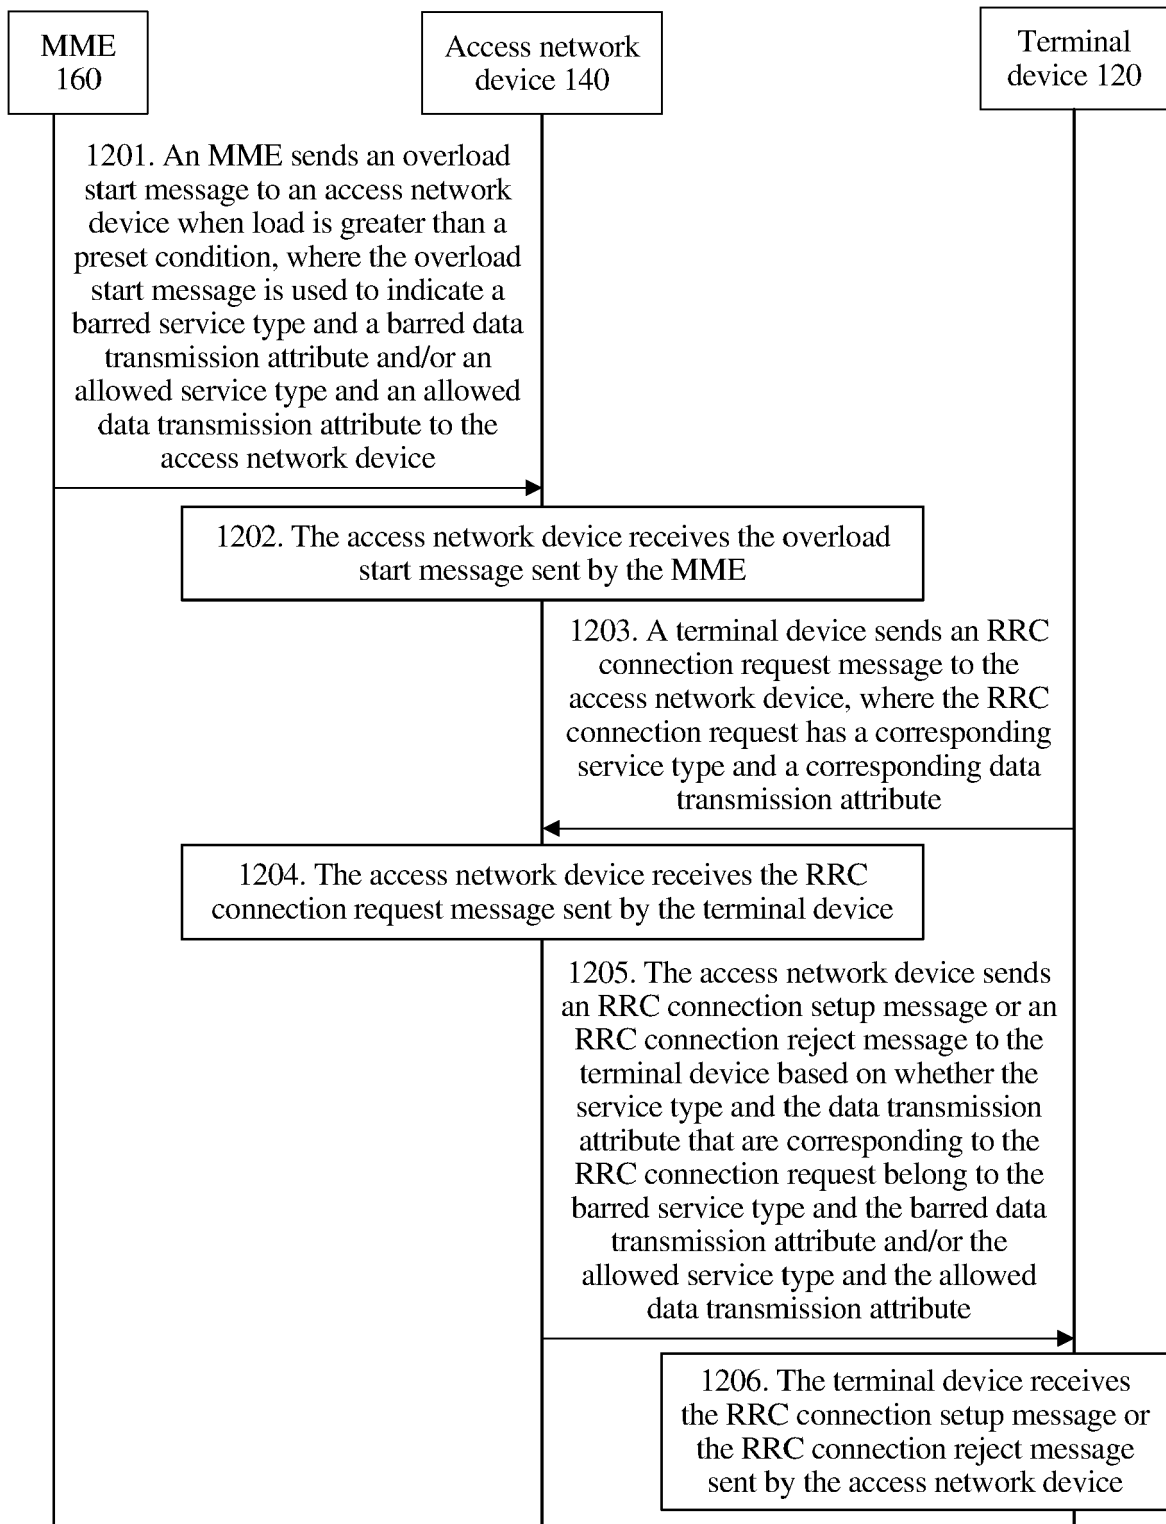 MME
160
Access network
device 140
Terminal
device 120
1201. An MME sends an overload
start message to an access network
device when load is greater than a
preset condition, where the overload
start message is used to indicate a
barred service type and a barred data
transmission attribute and/or an
allowed service type and an allowed
data transmission attribute to the
access network device
1202. The access network device receives the overload
start message sent by the MME
1203. A terminal device sends an RRC
connection request message to the
access network device, where the RRC
connection request has a corresponding
service type and a corresponding data
transmission attribute
1204. The access network device receives the RRC
connection request message sent by the terminal device
1205. The access network device sends
an RRC connection setup message or an
RRC connection reject message to the
terminal device based on whether the
service type and the data transmission
attribute that are corresponding to the
RRC connection request belong to the
barred service type and the barred data
transmission attribute and/or the
allowed service type and the allowed
data transmission attribute
1206. The terminal device receives
the RRC connection setup message or
the RRC connection reject message
sent by the access network device